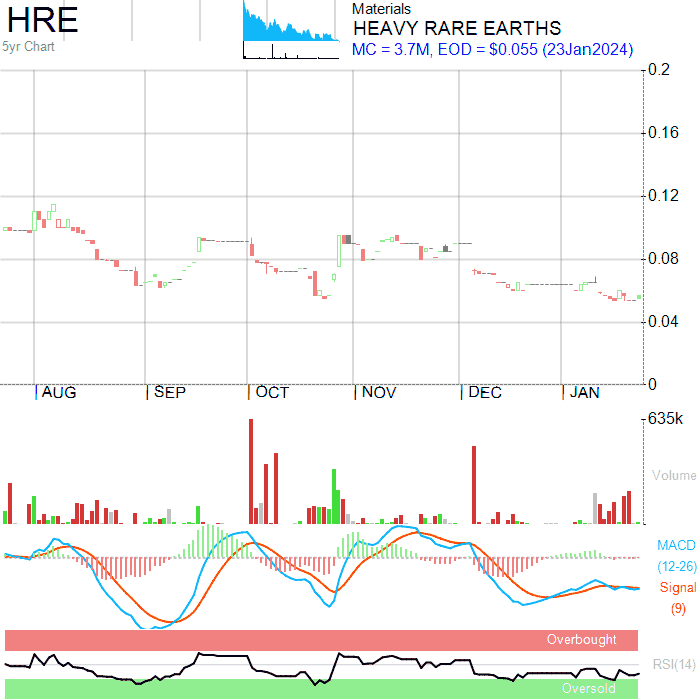 HRE
5yr Chart
Materials
HEAVY RARE EARTHS
MC = 3.7M, EOD = $0.055 (23Jan2024)
0.2
0.16
0.12
0.08
0.04
0
AUG SEP OCT NOV DEC JAN
635k
Volume
MACD
(12-26)
Signal
(9)
Overbought
RSI(14)
Oversold